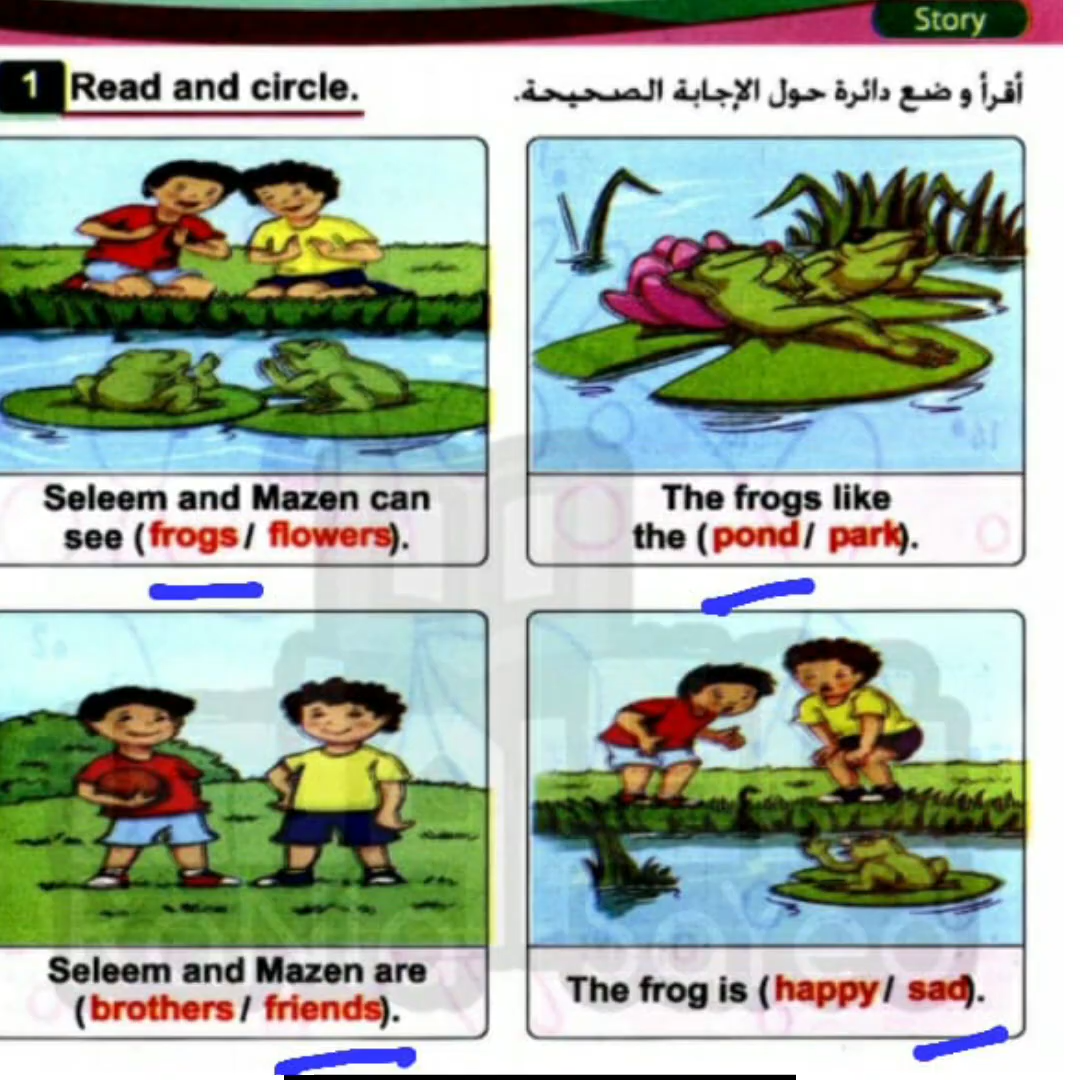 Story
1 Read and circle.
أقرأ و ضع دائرة حول الإجابة الصحيحة.
Seleem and Mazen can
see (frogs / flowers).
The frogs like
the (pond / park).
Seleem and Mazen are
(brothers / friends).
The frog is (happy / sad).